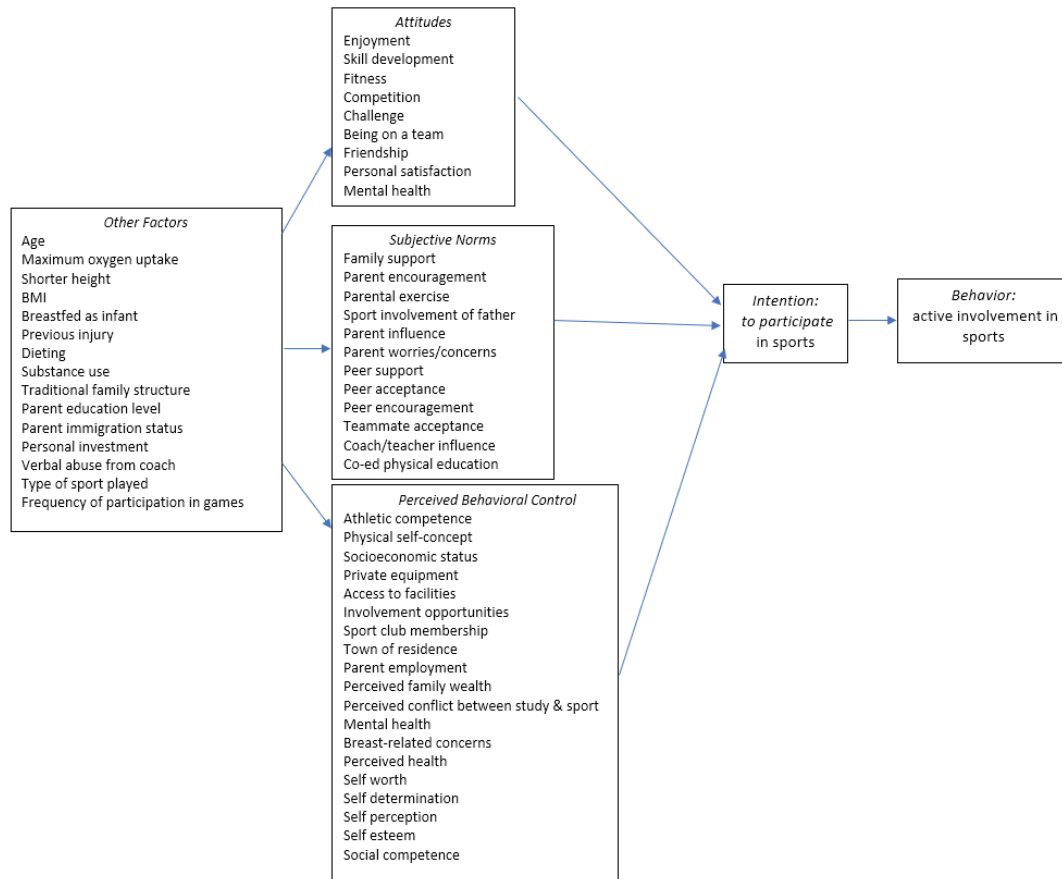 Attitudes
Enjoyment
Skill development
Fitness
Competition
Challenge
Being on a team
Friendship
Personal satisfaction
Mental health
Other Factors
Age
Maximum oxygen uptake
Shorter height
BMI
Breastfed as infant
Previous injury
Dieting
Substance use
Traditional family structure
Parent education level
Parent immigration status
Personal investment
Verbal abuse from coach
Type of sport played
Frequency of participation in games
Subjective Norms
Family support
Parent encouragement
Parental exercise
Sport involvement of father
Parent influence
Parent worries/concerns
Peer support
Peer acceptance
Peer encouragement
Teammate acceptance
Coach/teacher influence
Co-ed physical education
Perceived Behavioral Control
Athletic competence
Physical self-concept
Socioeconomic status
Private equipment
Access to facilities
Involvement opportunities
Sport club membership
Town of residence
Parent employment
Perceived family wealth
Perceived conflict between study & sport
Mental health
Breast-related concerns
Perceived health
Self worth
Self determination
Self perception
Self esteem
Social competence
Intention:
to participate
in sports
Behavior:
active involvement in
sports